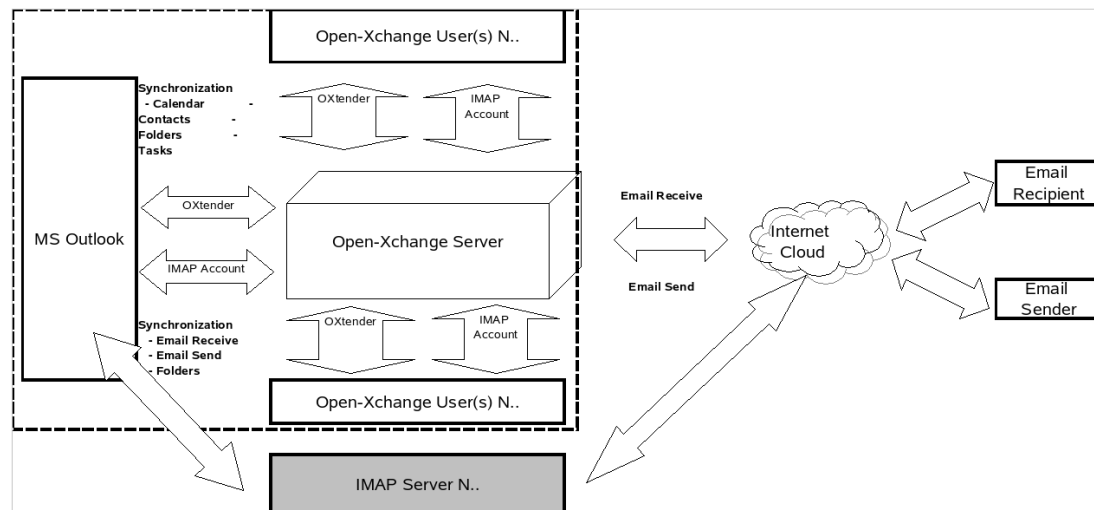 Open-Xchange User(s) N..
Synchronization
- Calendar -
Contacts -
Folders -
Tasks
OXtender
IMAP
Account
MS Outlook
OXtender
IMAP Account
Open-Xchange Server
Email Receive
Email Send
Internet
Cloud
Email
Recipient
Email
Sender
Synchronization
- Email Receive
- Email Send
- Folders
OXtender
IMAP
Account
Open-Xchange User(s) N..
IMAP Server N..